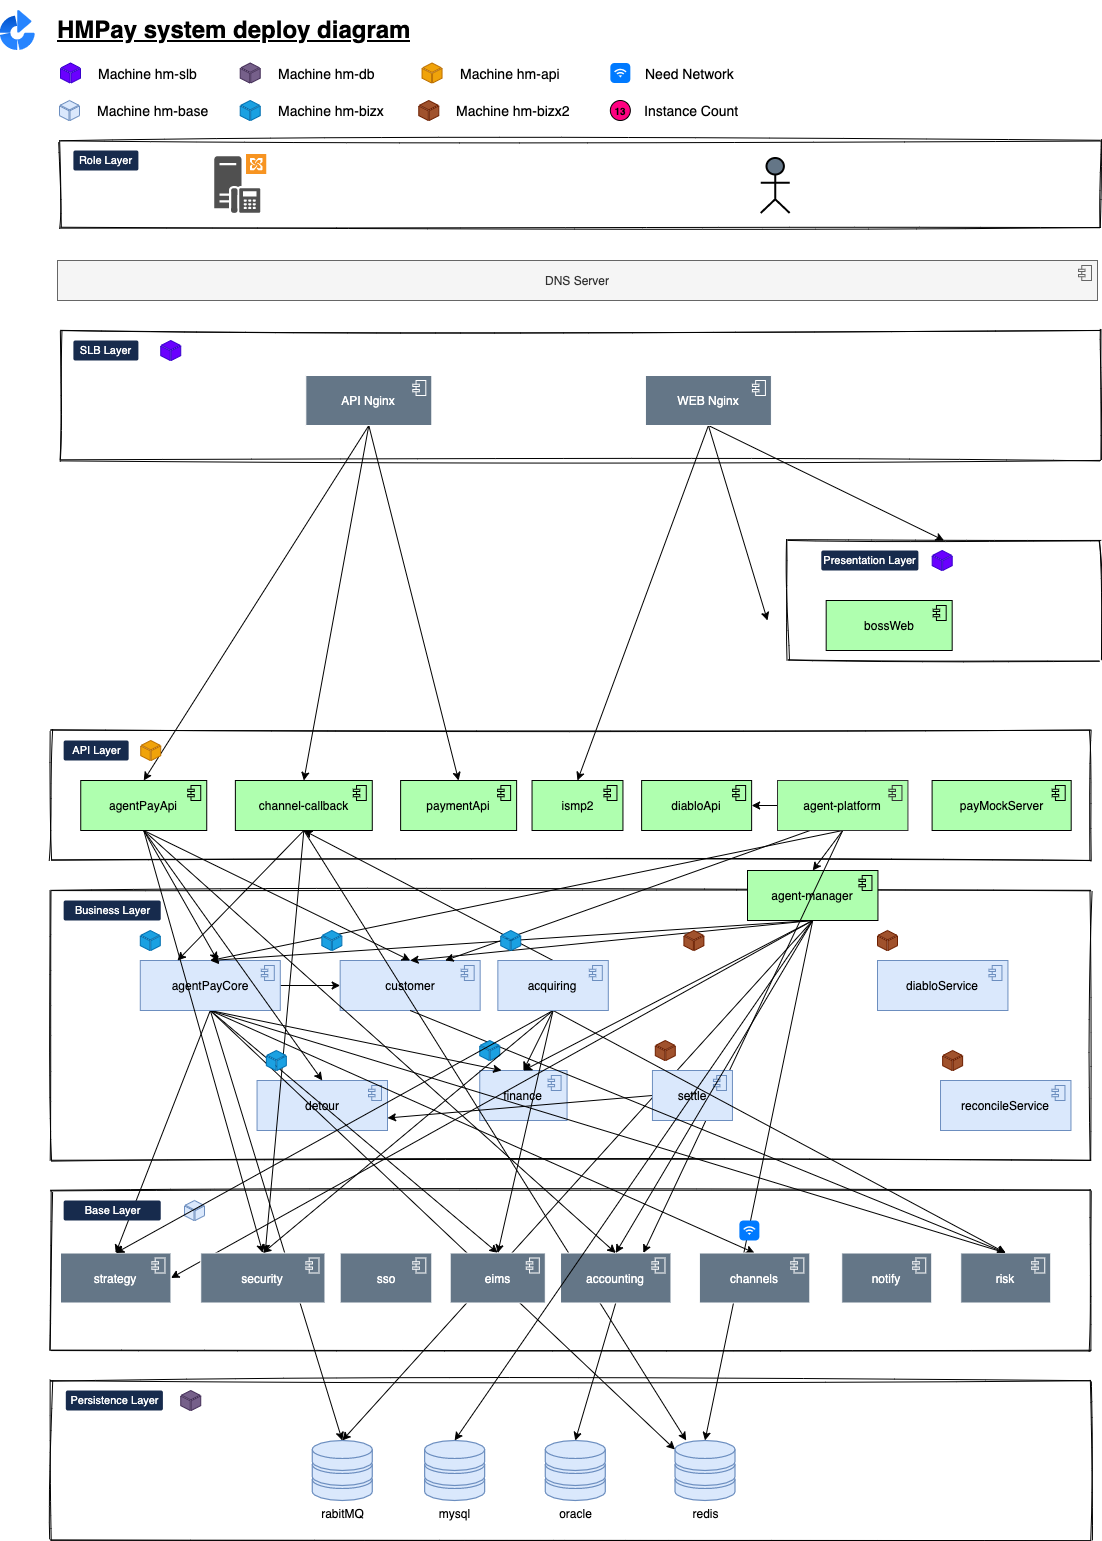 HMPay system deploy diagram
Machine hm-slb
Machine hm-db
Machine hm-api
Need Network
Machine hm-base
Machine hm-bizx
Machine hm-bizx2
13
Instance Count
Role Layer
DNS Server
SLB Layer
API Nginx
WEB Nginx
Presentation Layer
bossWeb
API Layer
agentPayApi
channel-callback
paymentApi
ismp2
diabloApi
agent-platform
payMockServer
agent-manager
Business Layer
agentPayCore
customer
acquiring
diabloService
detour
finance
settle
reconcileService
Base Layer
strategy
security
sso
eims
accounting
channels
notify
risk
Persistence Layer
rabitMQ
mysql
oracle
redis